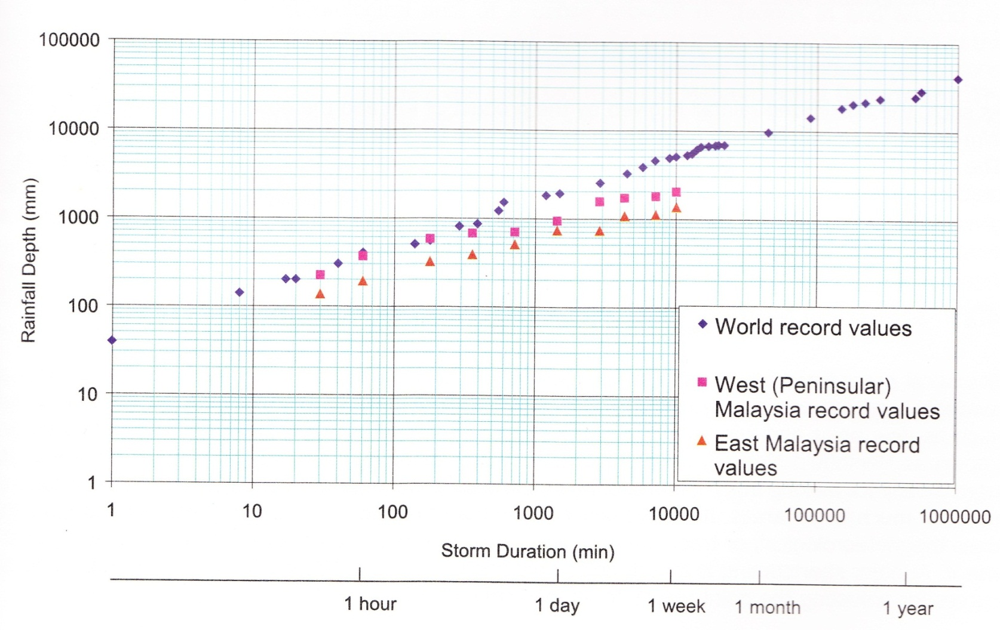 100000
10000
1000
100
10
1
Rainfall Depth (mm)
World record values
West (Peninsular)
Malaysia record values
East Malaysia record
values
1 10 100 1000 10000 100000 1000000
Storm Duration (min)
1 hour 1 day 1 week 1 month 1 year